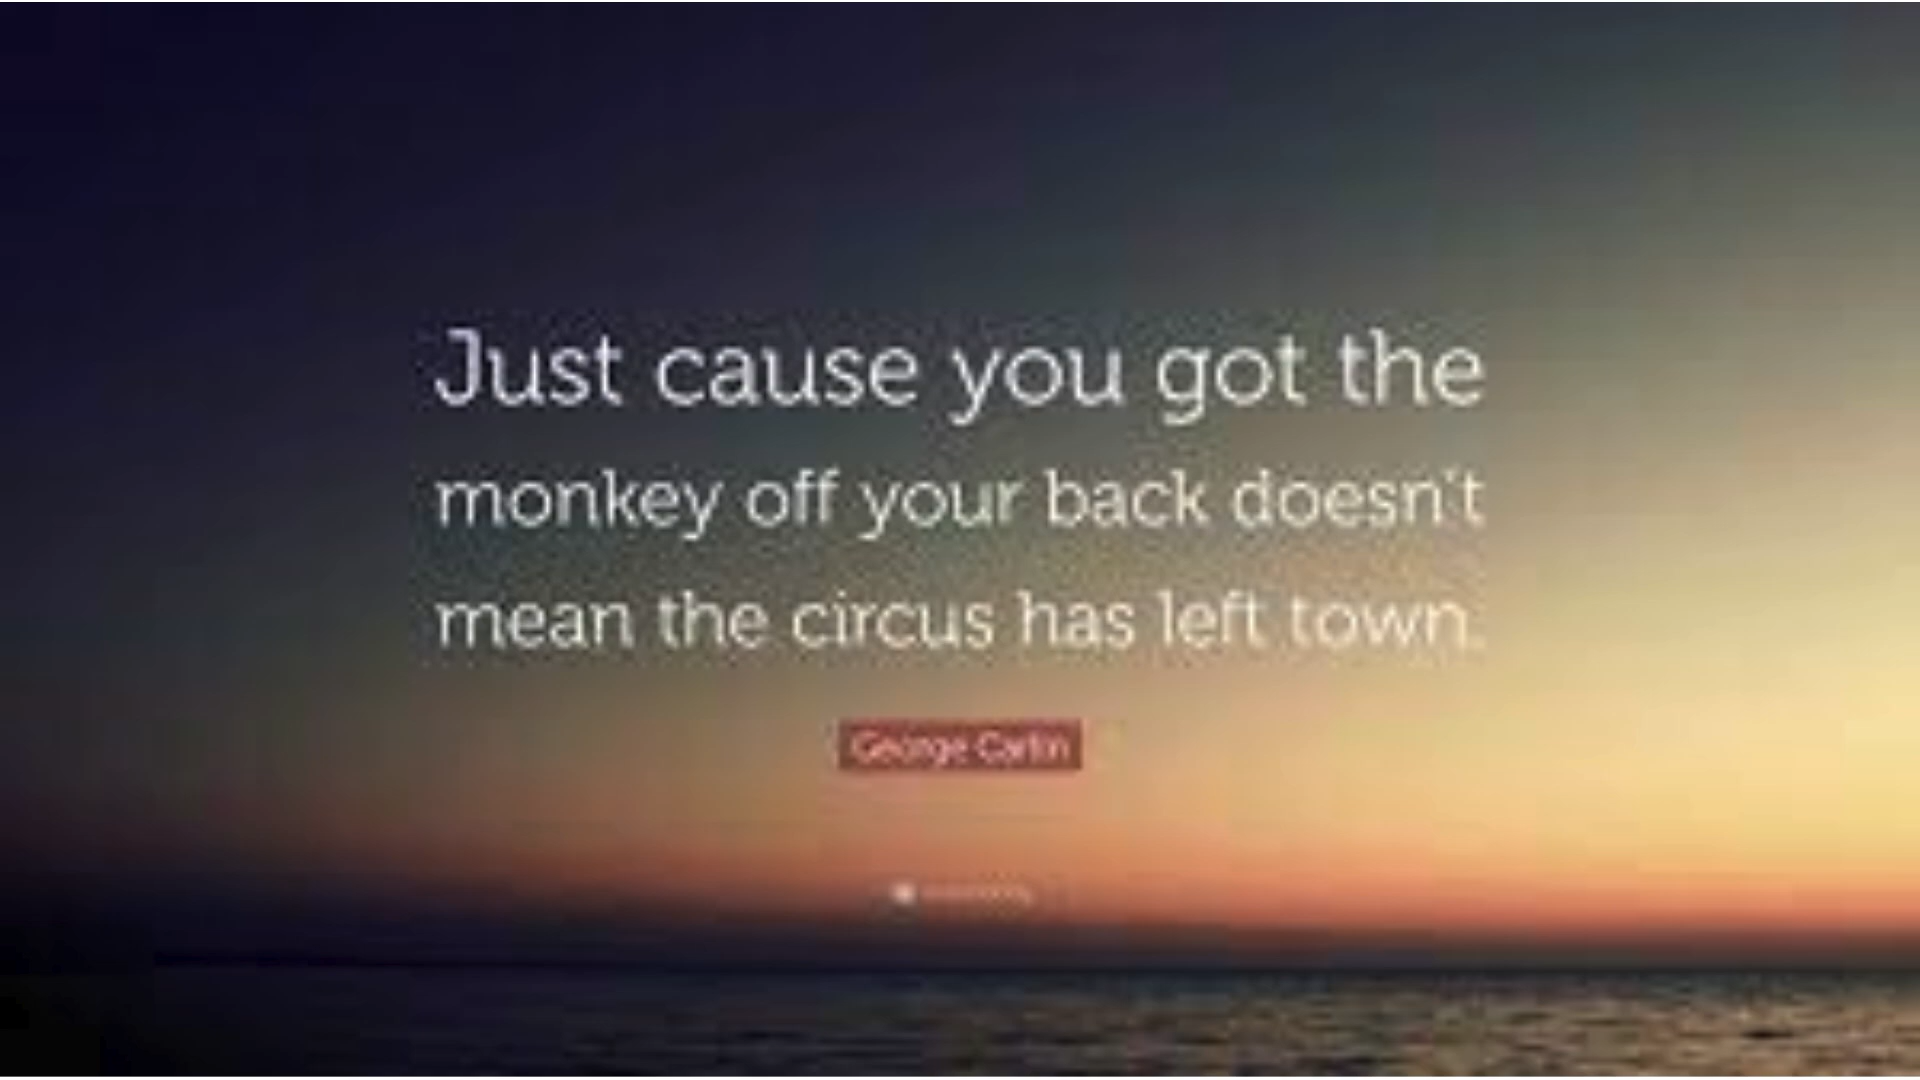 Just cause you got the
monkey off your back doesn't
mean the circus has left town.
George Carlin